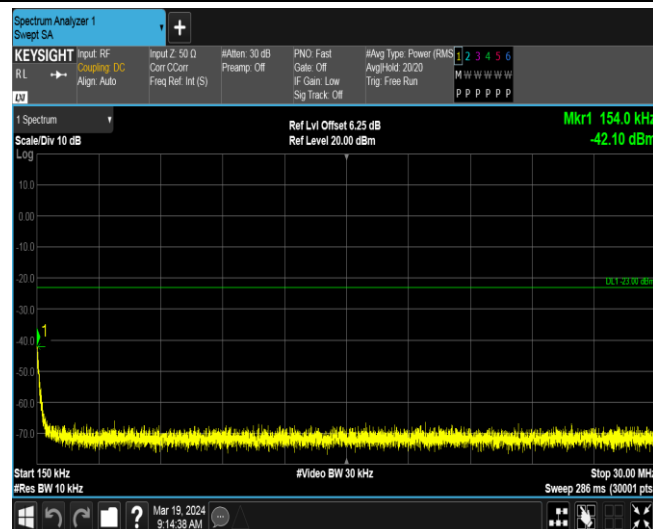 Spectrum Analyzer 1
Swept SA
+
KEYSIGHT Input: RF Input Z: 50 Ω #Atten: 30 dB PNO: Fast #Avg Type: Power (RMS 1 2 3 4 5 6
RL Coupling: DC Corr CCorr Preamp: Off Gate: Off Avg|Hold: 20/20 M W W W W W
Align: Auto Freq Ref: Int (S) IF Gain: Low Trig: Free Run P P P P P P
Sig Track: Off
LXI
1 Spectrum Ref Lvl Offset 6.25 dB Mkr1 154.0 kHz
Scale/Div 10 dB Ref Level 20.00 dBm -42.10 dBm
Log
10.0
0.00
-10.0
-20.0
DL1 -23.00 dBm
-30.0
1
-40.0
-50.0
-60.0
-70.0
Start 150 kHz #Video BW 30 kHz Stop 30.00 MHz
#Res BW 10 kHz Sweep 286 ms (30001 pts
? Mar 19, 2024
9:14:38 AM